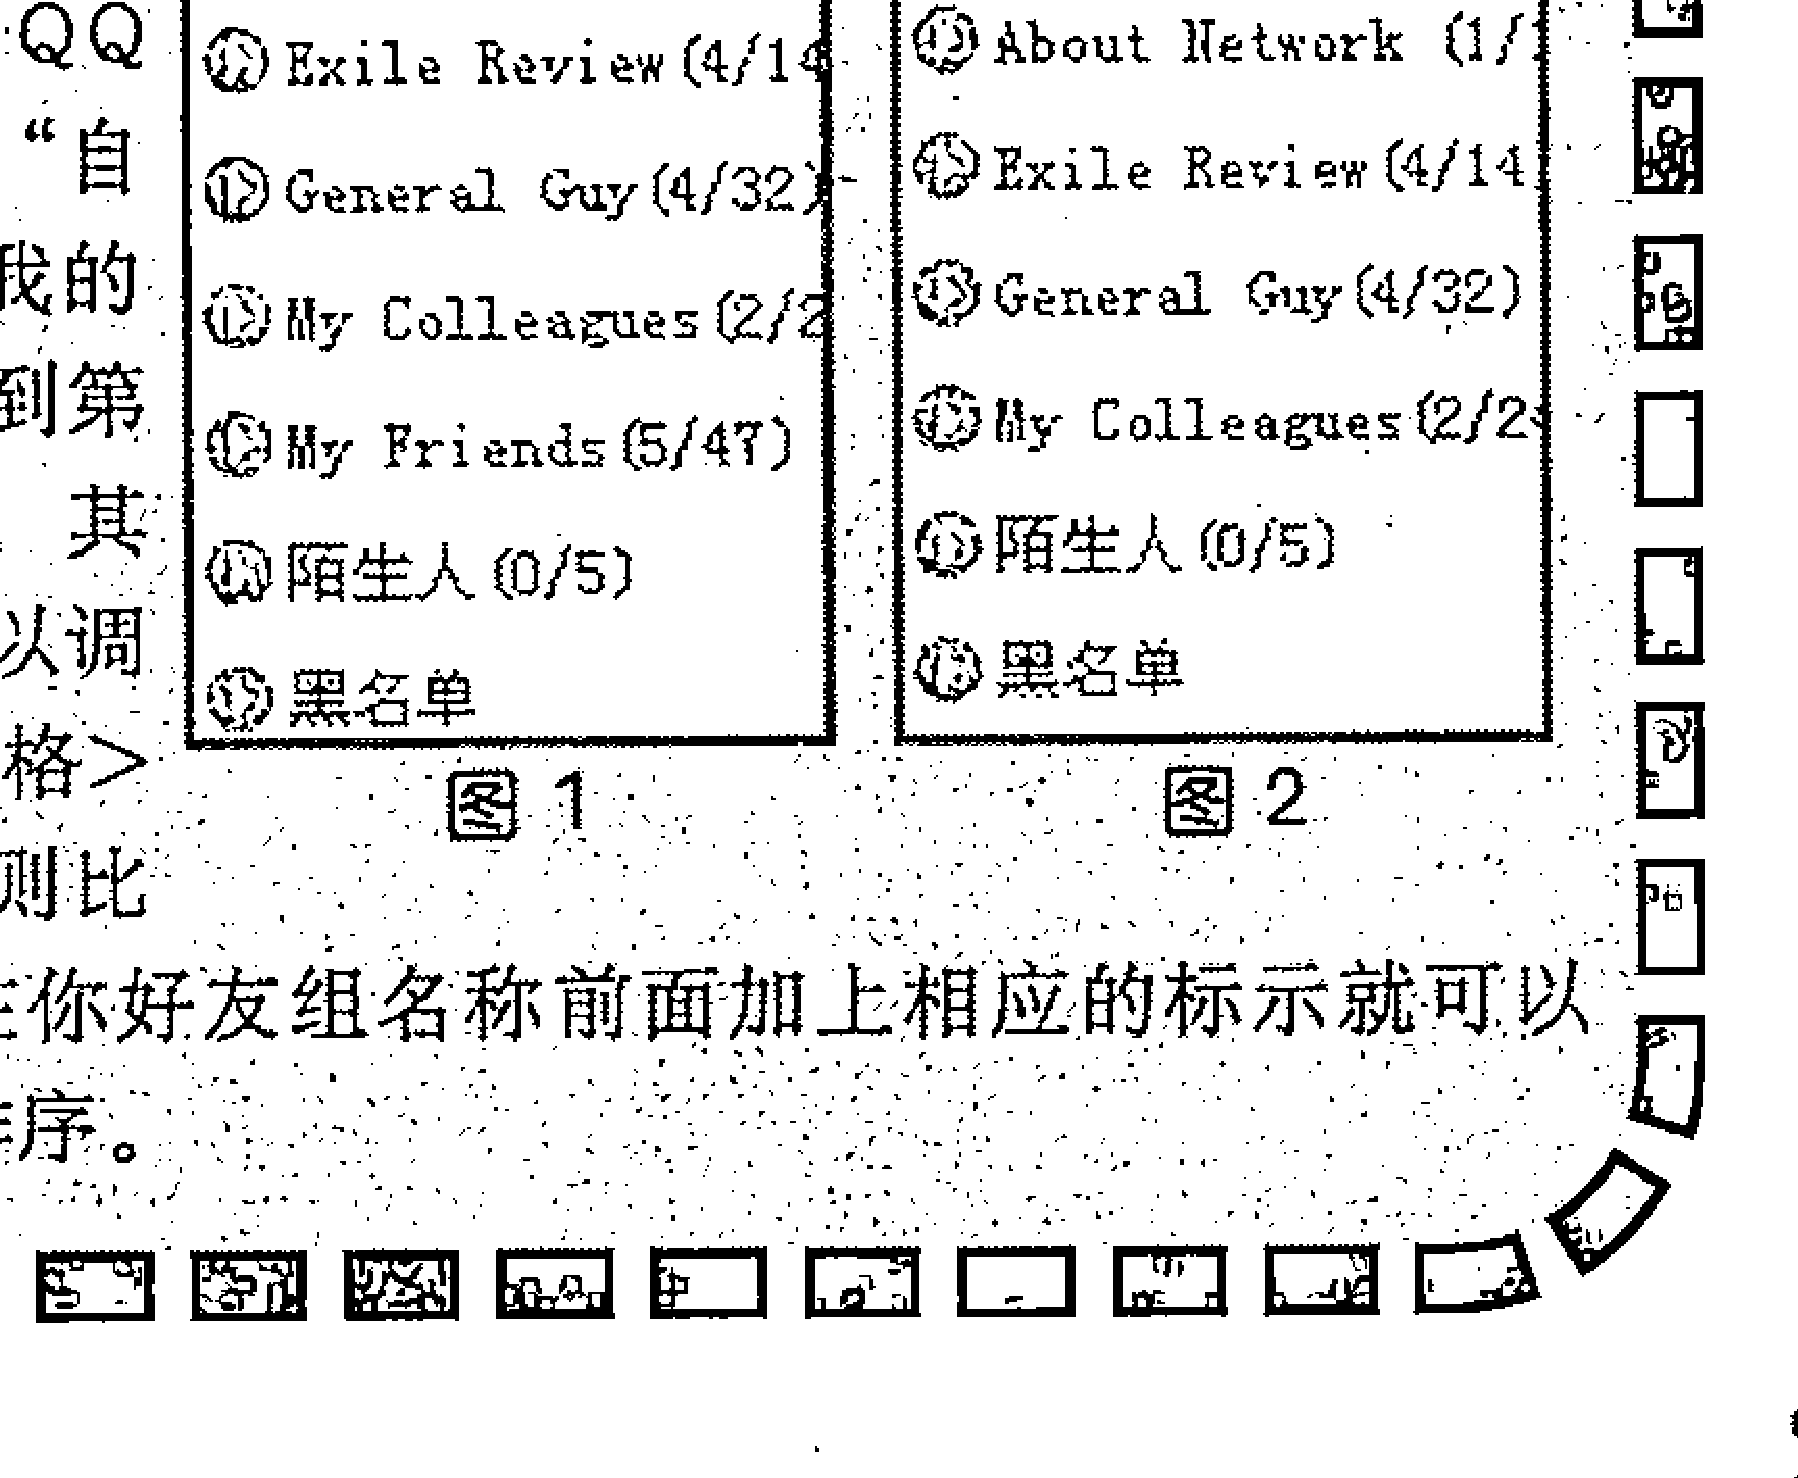 QQ
“自
我的
到第
其
以调
格>
则比
Exile Review (4/14
General Guy (4/32)
My Colleagues (2/2
My Friends (5/47)
陌生人 (0/5)
黑名单
图 1
About Network (1/
Exile Review (4/14
General Guy (4/32)
My Colleagues (2/2
陌生人 (0/5)
黑名单
图 2
你好友组名称前面加上相应的标示就可以
序。